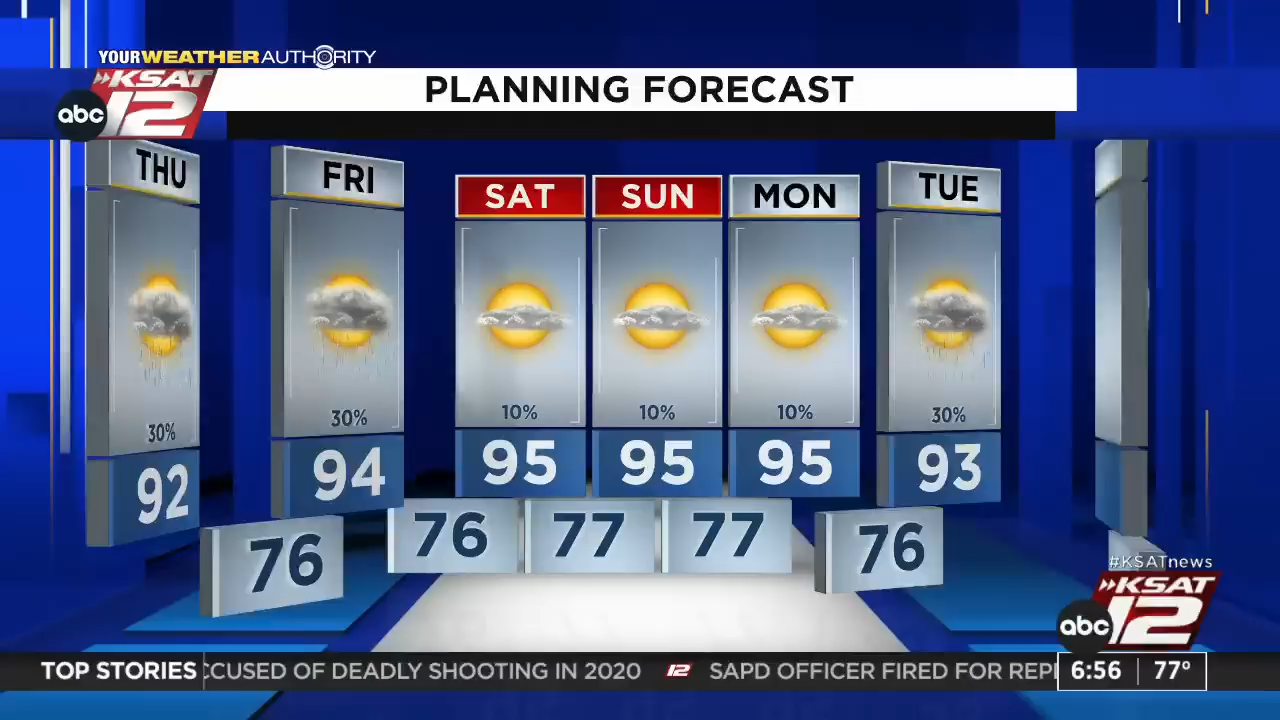 YOURWEATHERAUTHORITY
KSAT
abc 12
PLANNING FORECAST
THU FRI SAT SUN MON TUE
30% 30% 10% 10% 10% 30%
92 94 95 95 95 93
76 76 77 77 76
#KSATnews
KSAT
abc 12
TOP STORIES CCUSED OF DEADLY SHOOTING IN 2020 12 SAPD OFFICER FIRED FOR REP 6:56 77°